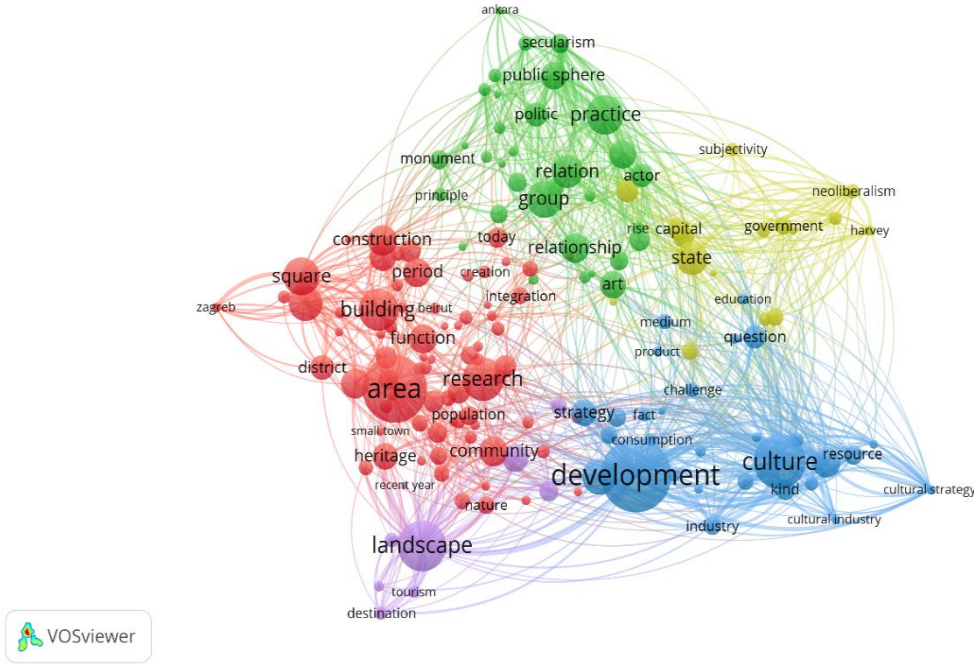 ankara
secularism
public sphere
politic
practice
subjectivity
monument
relation
actor
neoliberalism
principle
group
rise
capital
government
harvey
construction
today
relationship
state
square
period
creation
art
zagreb
building
beirut
integration
education
function
medium
question
product
district
area
research
challenge
population
strategy
fact
small town
consumption
heritage
community
culture
resource
recent year
development
kind
cultural strategy
nature
industry
cultural industry
landscape
tourism
destination
VOSviewer